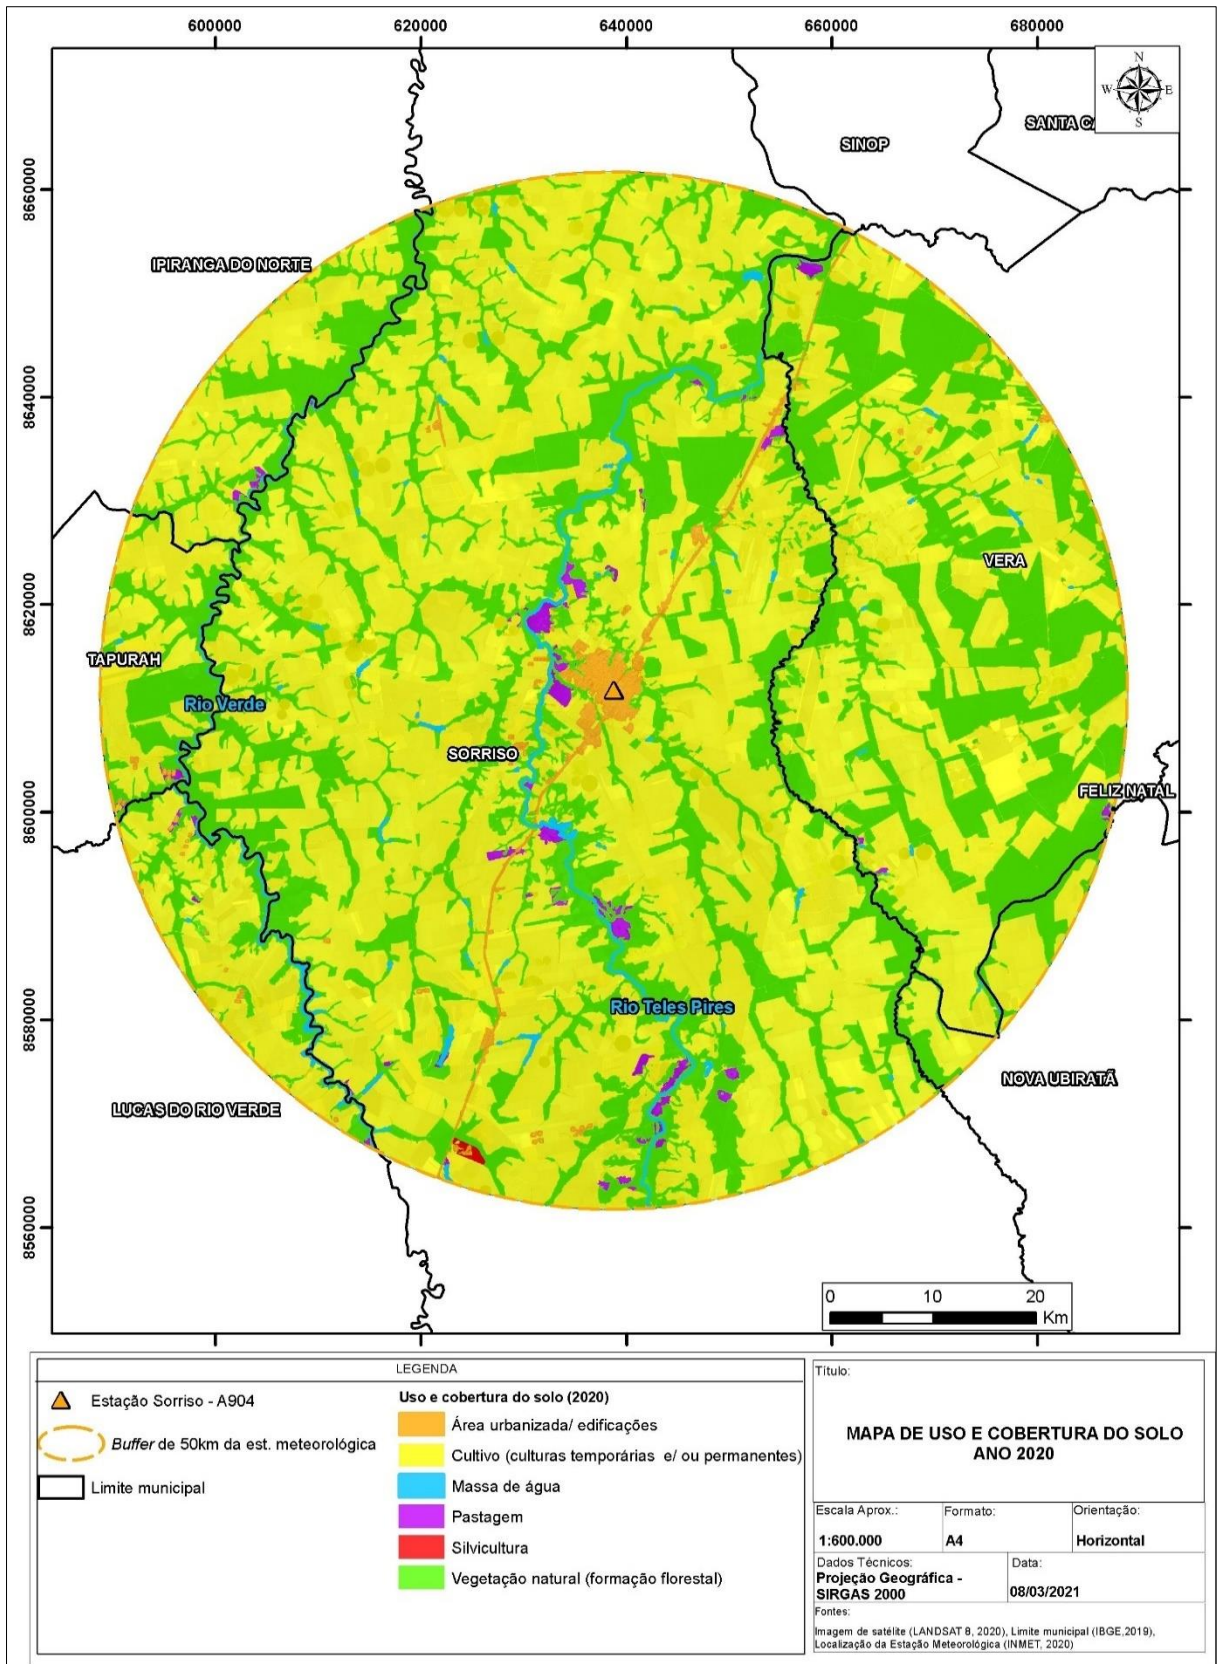 600000 620000 640000 660000 680000
N
W E
S
SANTA CA
SINOP
8660000
IPIRANGA DO NORTE
8640000
8620000
VERA
TAPURAH
Rio Verde
SORRISO
8600000
FELIZ NATAL
8580000
Rio Teles Pires
NOVA UBIRATÃ
LUCAS DO RIO VERDE
8560000
0 10 20
Km
LEGENDA
Estação Sorriso - A904
Buffer de 50km da est. meteorológica
Limite municipal
Uso e cobertura do solo (2020)
Área urbanizada/ edificações
Cultivo (culturas temporárias e/ ou permanentes)
Massa de água
Pastagem
Silvicultura
Vegetação natural (formação florestal)
Título:
MAPA DE USO E COBERTURA DO SOLO
ANO 2020
Escala Aprox.: Formato: Orientação:
1:600.000 A4 Horizontal
Dados Técnicos: Data:
Projeção Geográfica -
SIRGAS 2000 08/03/2021
Fontes:
Imagem de satélite (LANDSAT 8, 2020), Limite municipal (IBGE,2019),
Localização da Estação Meteorológica (INMET, 2020)